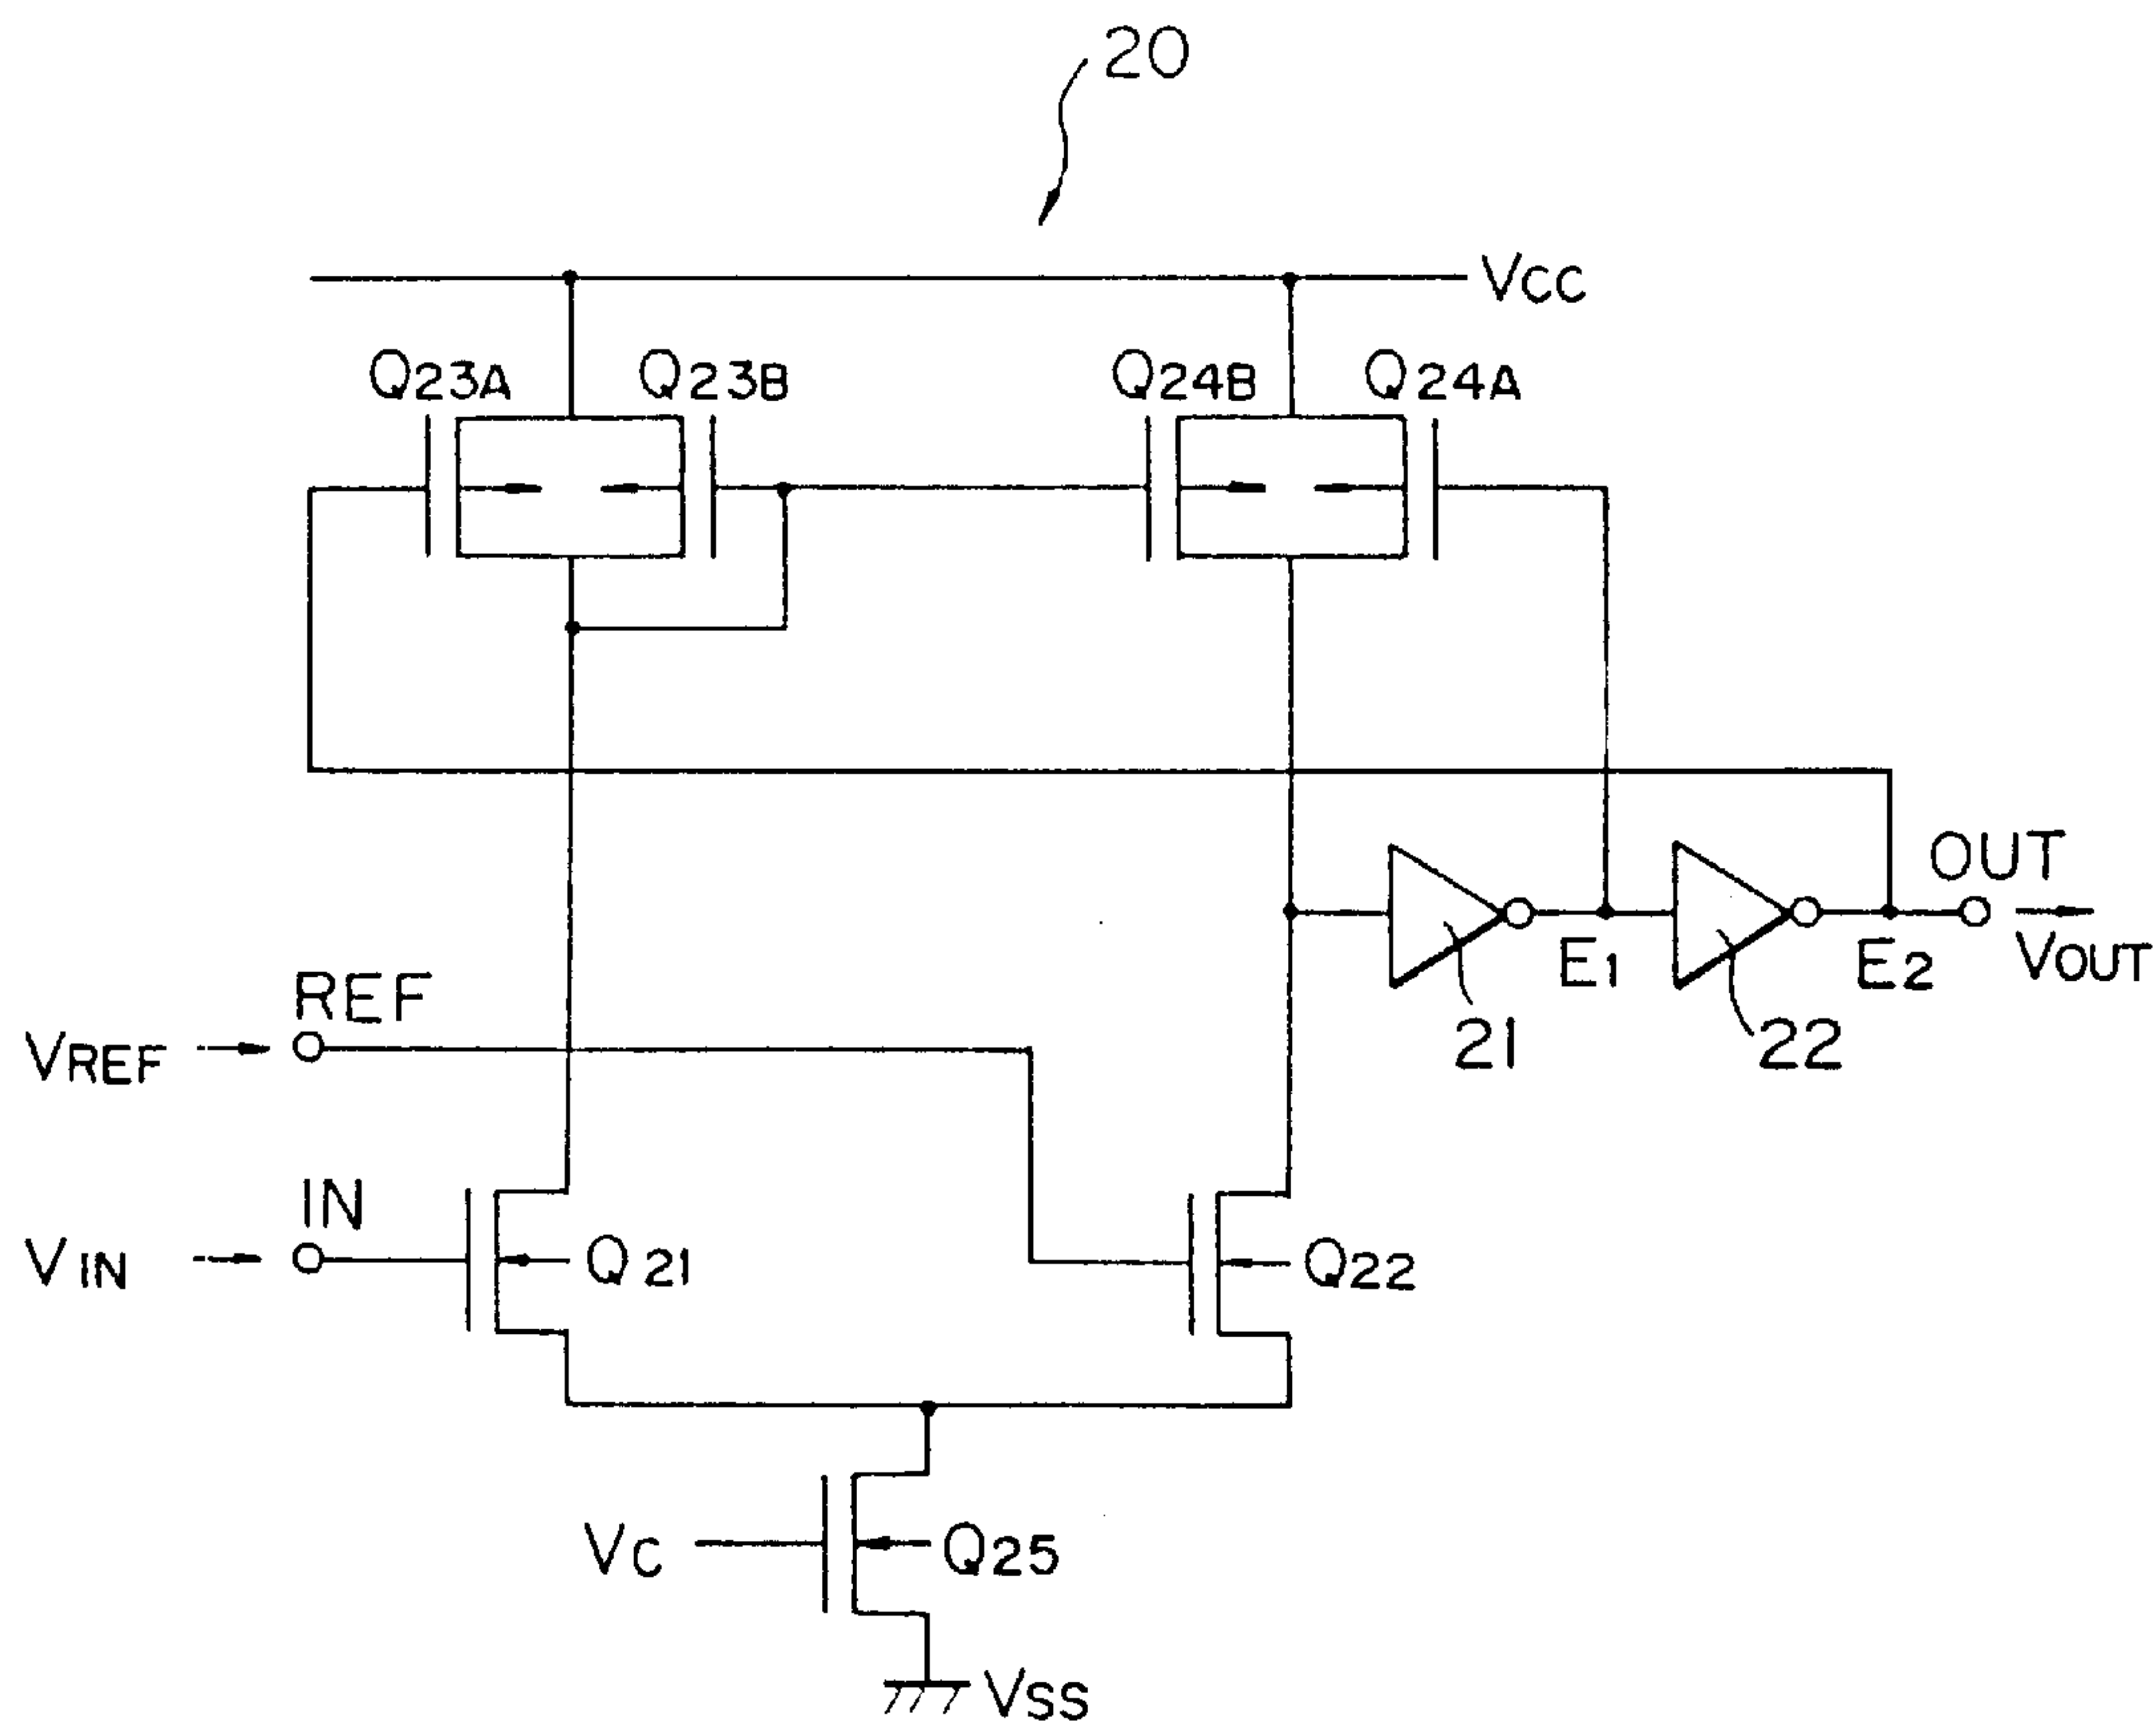 20
VCC
Q23A
Q23B
Q24B
Q24A
OUT
E1
E2
VOUT
21
22
REF
VREF
IN
VIN
Q21
Q22
VC
Q25
VSS